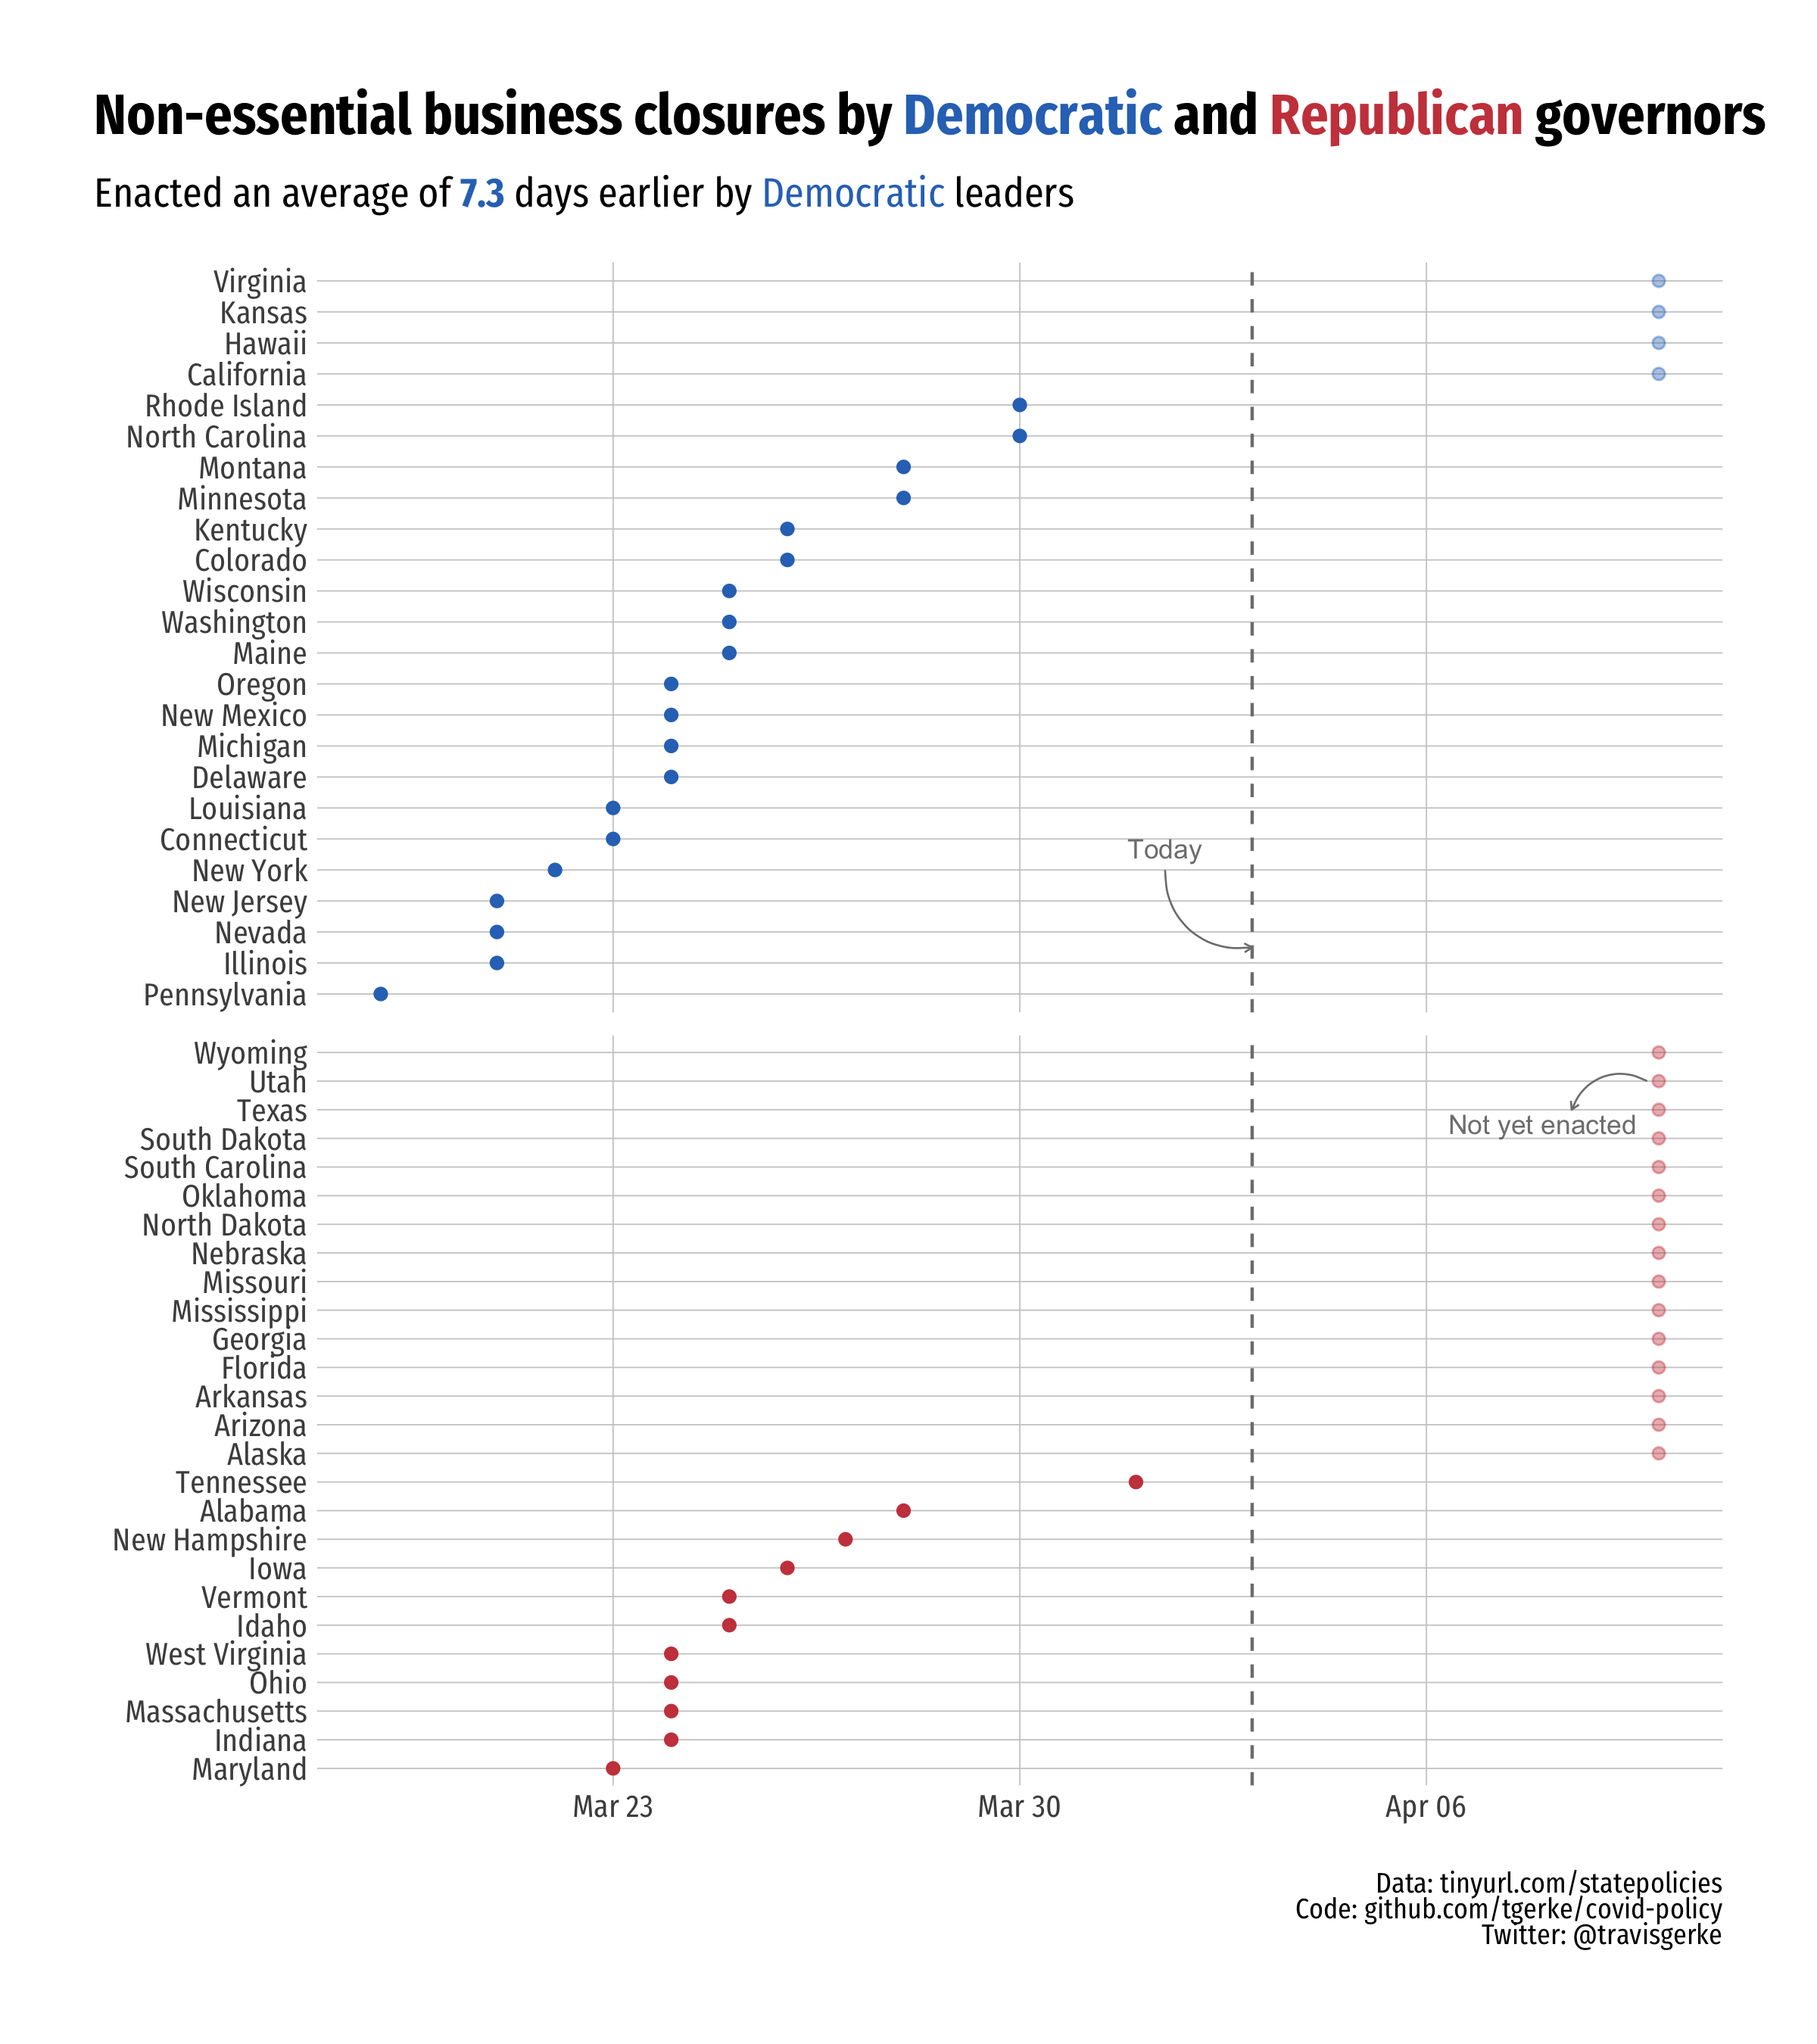 Non-essential business closures by Democratic and Republican governors
Enacted an average of 7.3 days earlier by Democratic leaders
Virginia
Kansas
Hawaii
California
Rhode Island
North Carolina
Montana
Minnesota
Kentucky
Colorado
Wisconsin
Washington
Maine
Oregon
New Mexico
Michigan
Delaware
Louisiana
Connecticut
Today
New York
New Jersey
Nevada
Illinois
Pennsylvania
Wyoming
Utah
Texas
Not yet enacted
South Dakota
South Carolina
Oklahoma
North Dakota
Nebraska
Missouri
Mississippi
Georgia
Florida
Arkansas
Arizona
Alaska
Tennessee
Alabama
New Hampshire
Iowa
Vermont
Idaho
West Virginia
Ohio
Massachusetts
Indiana
Maryland
Mar 23 Mar 30 Apr 06
Data: tinyurl.com/statepolicies
Code: github.com/tgerke/covid-policy
Twitter: @travisgerke